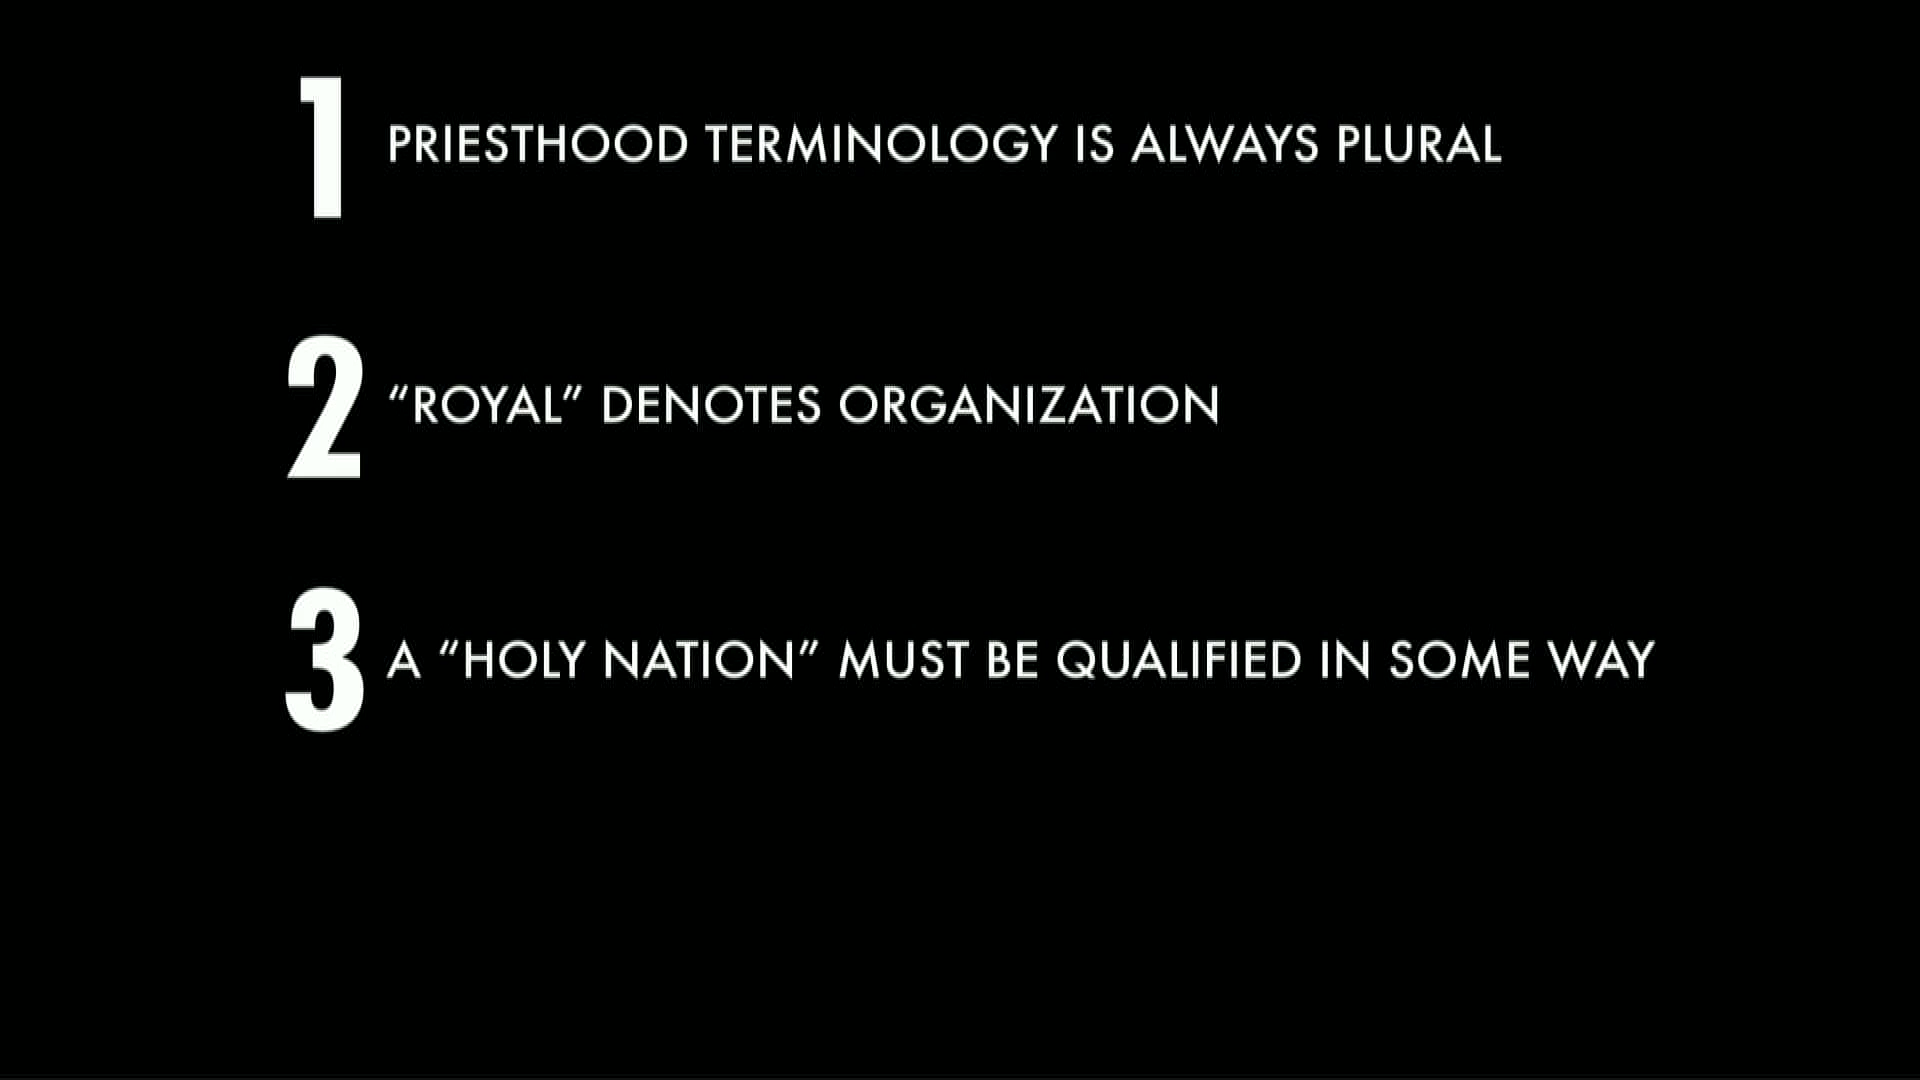 1 PRIESTHOOD TERMINOLOGY IS ALWAYS PLURAL
2 “ROYAL” DENOTES ORGANIZATION
3 A “HOLY NATION” MUST BE QUALIFIED IN SOME WAY